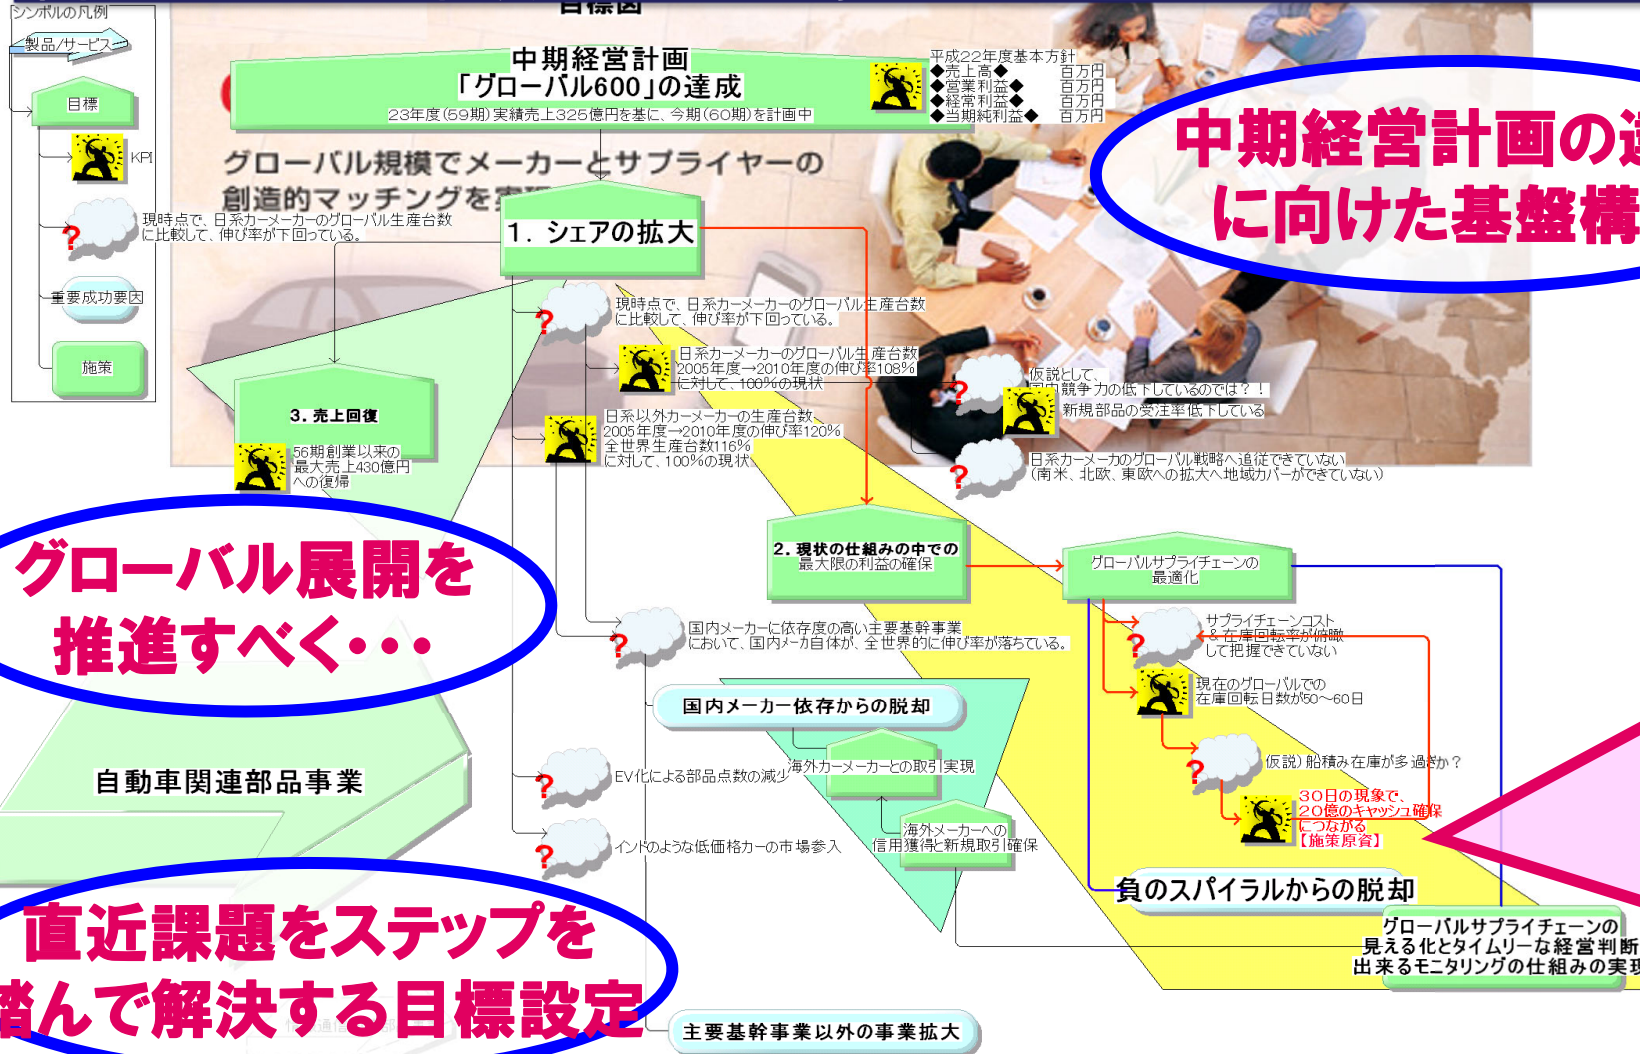 目標図
シンボルの凡例
製品/サービス
目標
KPI
現時点で、日系カーメーカーのグローバル生産台数
に比較して、伸び率が下回っている。
重要成功要因
施策
中期経営計画
「グローバル600」の達成
23年度(59期)実績売上325億円を基に、今期(60期)を計画中
平成22年度基本方針
◆売上高◆ 百万円
◆営業利益◆ 百万円
◆経常利益◆ 百万円
◆当期純利益◆ 百万円
中期経営計画の達
に向けた基盤構
グローバル規模でメーカーとサプライヤーの
創造的マッチングを実
1. シェアの拡大
現時点で、日系カーメーカーのグローバル生産台数
に比較して、伸び率が下回っている。
日系カーメーカーのグローバル生産台数
2005年度→2010年度の伸び率108%
に対して、100%の現状
仮説として、
国内競争力の低下しているのでは？！
新規部品の受注率低下している
日系以外カーメーカーの生産台数
2005年度→2010年度の伸び率120%
全世界生産台数116%
に対して、100%の現状
日系カーメーカのグローバル戦略へ追従できていない
(南米、北欧、東欧への拡大へ地域カバーができていない)
3. 売上回復
56期創業以来の
最大売上430億円
への復帰
グローバル展開を
推進すべく・・・
2. 現状の仕組みの中での
最大限の利益の確保
グローバルサプライチェーンの
最適化
サプライチェーンコスト
＆在庫回転率が俯瞰
して把握できていない
国内メーカーに依存度の高い主要基幹事業
において、国内メーカ自体が、全世界的に伸び率が落ちている。
現在のグローバルでの
在庫回転日数が50～60日
国内メーカー依存からの脱却
仮説) 船積み在庫が多過ぎか？
海外カーメーカーとの取引実現
EV化による部品点数の減少
30日の現象で、
20億のキャッシュ確保
につながる
【施策原資】
自動車関連部品事業
海外メーカーへの
信用獲得と新規取引確保
インドのような低価格カーの市場参入
負のスパイラルからの脱却
直近課題をステップを
踏んで解決する目標設定
グローバルサプライチェーンの
見える化とタイムリーな経営判断
出来るモニタリングの仕組みの実現
主要基幹事業以外の事業拡大